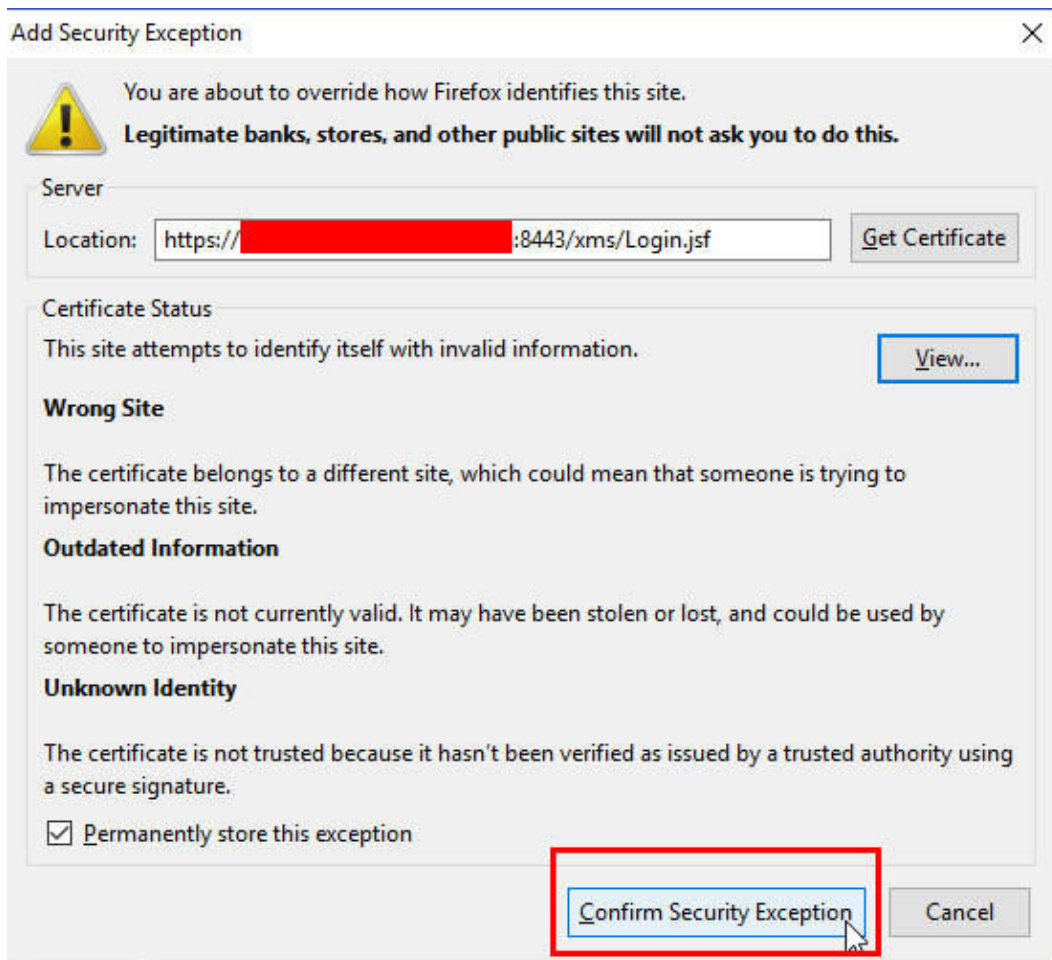 Add Security Exception
You are about to override how Firefox identifies this site.
Legitimate banks, stores, and other public sites will not ask you to do this.
Server
Location: https:// :8443/xms/Login.jsf Get Certificate
Certificate Status
This site attempts to identify itself with invalid information.
View...
Wrong Site
The certificate belongs to a different site, which could mean that someone is trying to
impersonate this site.
Outdated Information
The certificate is not currently valid. It may have been stolen or lost, and could be used by
someone to impersonate this site.
Unknown Identity
The certificate is not trusted because it hasn't been verified as issued by a trusted authority using
a secure signature.
Permanently store this exception
Confirm Security Exception Cancel